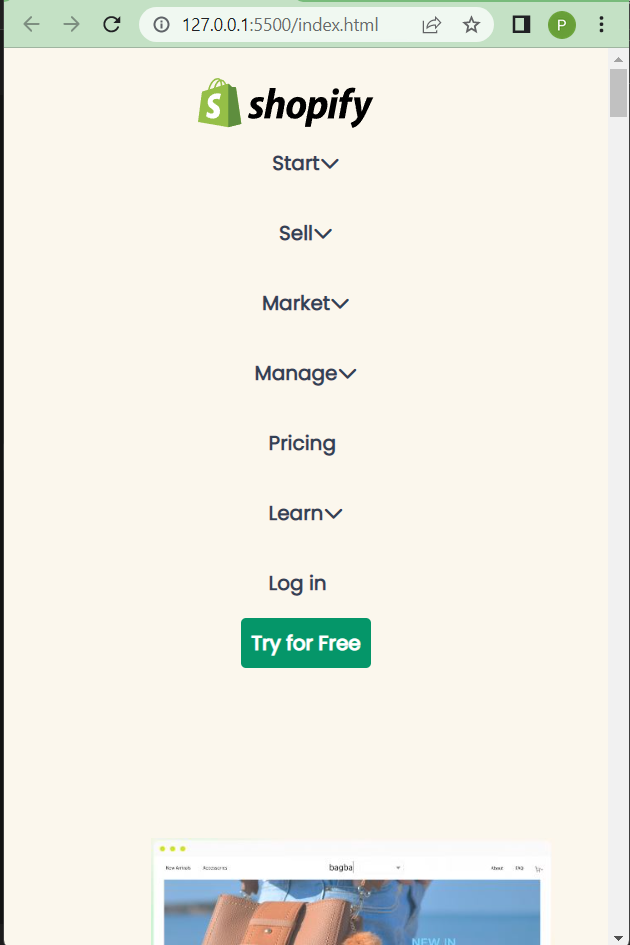 127.0.0.1:5500/index.html
P
S shopify
Start
Sell
Market
Manage
Pricing
Learn
Log in
Try for Free
bagba
New Arrivals Accessories
About FAQ
NEW IN